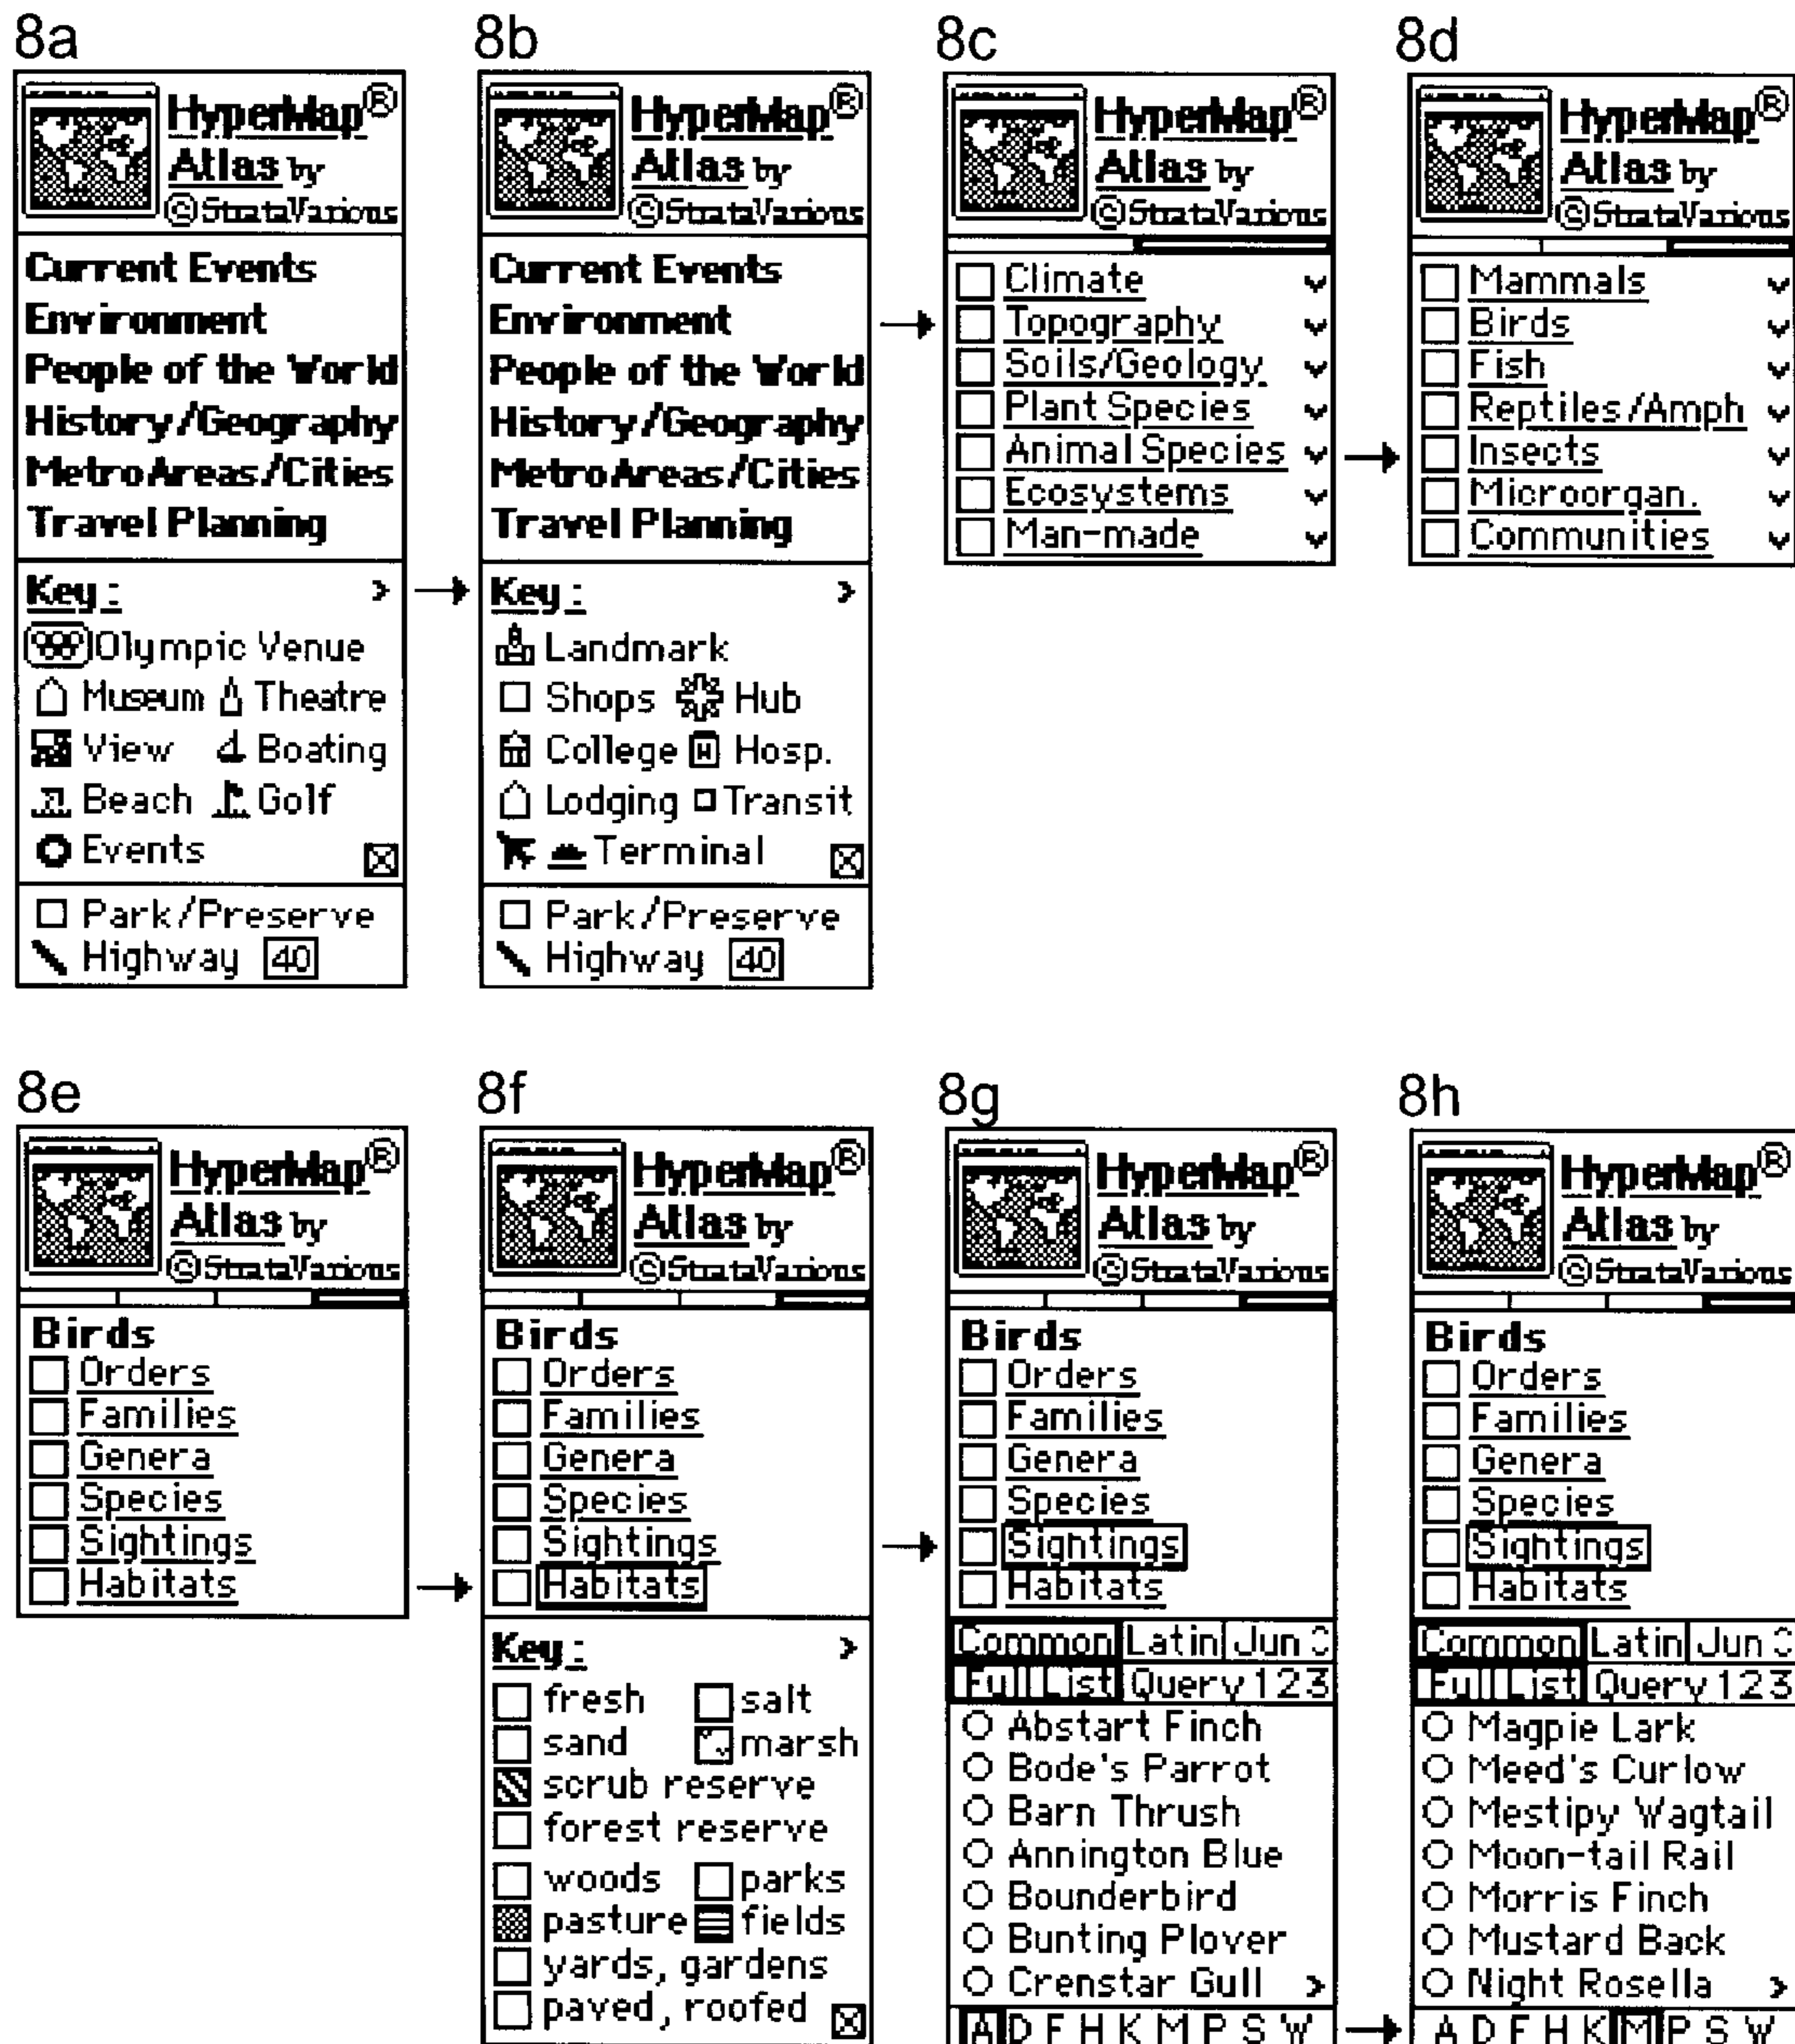 8a
HyperMap®
Atlas by
©StrataVarious
Current Events
Environment
People of the World
History/Geography
Metro Areas/Cities
Travel Planning
Key: >
Olympic Venue
Museum Theatre
View Boating
Beach Golf
Events
Park/Preserve
Highway 40
8b
HyperMap®
Atlas by
©StrataVarious
Current Events
Environment
People of the World
History/Geography
Metro Areas/Cities
Travel Planning
Key: >
Landmark
Shops Hub
College H Hosp.
Lodging Transit
Terminal
Park/Preserve
Highway 40
8c
HyperMap®
Atlas by
©StrataVarious
Climate
Topography
Soils/Geology
Plant Species
Animal Species
Ecosystems
Man-made
8d
HyperMap®
Atlas by
©StrataVarious
Mammals
Birds
Fish
Reptiles/Amph
Insects
Microorgan.
Communities
8e
HyperMap®
Atlas by
©StrataVarious
Birds
Orders
Families
Genera
Species
Sightings
Habitats
8f
HyperMap®
Atlas by
©StrataVarious
Birds
Orders
Families
Genera
Species
Sightings
Habitats
Key: >
fresh salt
sand marsh
scrub reserve
forest reserve
woods parks
pasture fields
yards, gardens
paved, roofed
8g
HyperMap®
Atlas by
©StrataVarious
Birds
Orders
Families
Genera
Species
Sightings
Habitats
Common Latin Jun
Full List Query 123
Abstart Finch
Bode's Parrot
Barn Thrush
Annington Blue
Bounderbird
Bunting Plover
Crenstar Gull >
A D F H K M P S W
8h
HyperMap®
Atlas by
©StrataVarious
Birds
Orders
Families
Genera
Species
Sightings
Habitats
Common Latin Jun
Full List Query 123
Magpie Lark
Meed's Curlow
Mestipy Wagtail
Moon-tail Rail
Morris Finch
Mustard Back
Night Rosella >
A D F H K M P S W